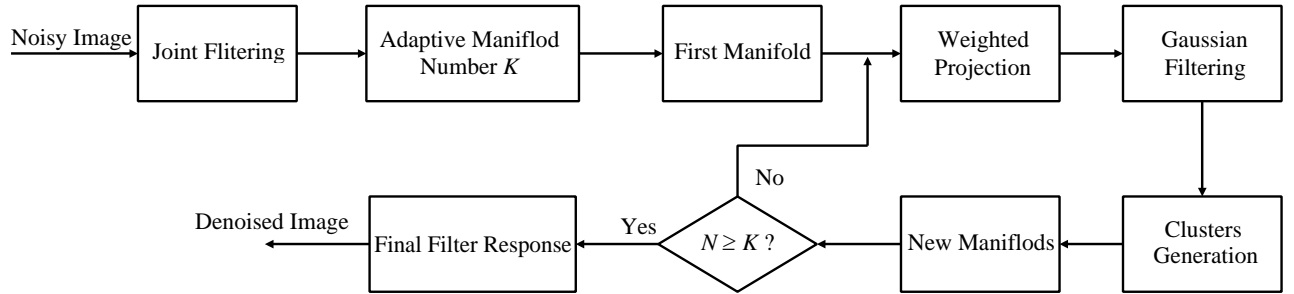 Noisy Image
Joint Flitering
Adaptive Maniflod
Number K
First Manifold
Weighted
Projection
Gaussian
Filtering
No
Denoised Image
Final Filter Response
Yes
N ≥ K ?
New Maniflods
Clusters
Generation